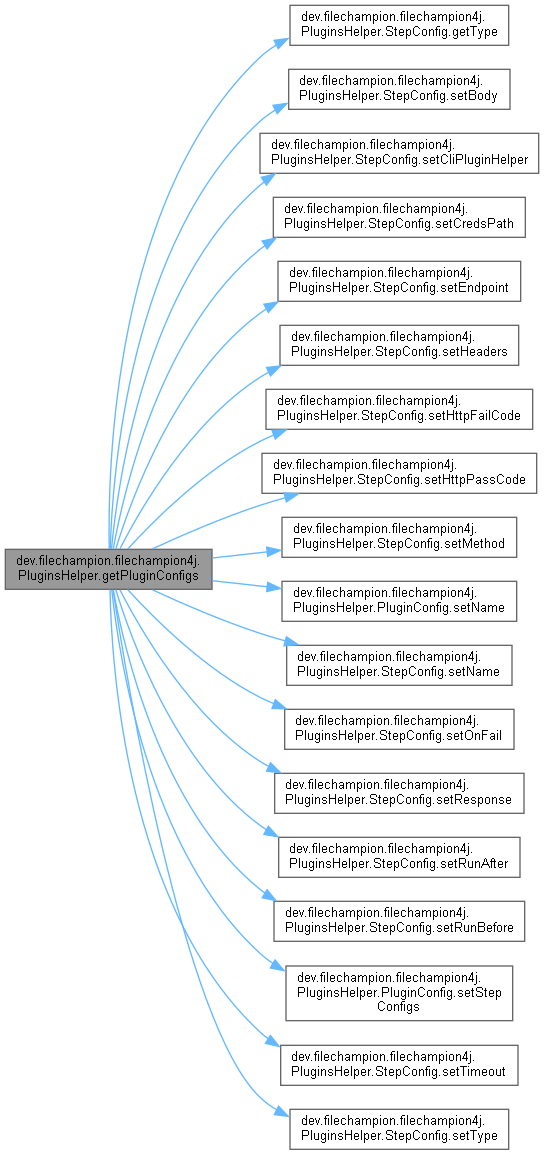 dev.filechampion.filechampion4j.
PluginsHelper.StepConfig.getType
dev.filechampion.filechampion4j.
PluginsHelper.StepConfig.setBody
dev.filechampion.filechampion4j.
PluginsHelper.StepConfig.setCliPluginHelper
dev.filechampion.filechampion4j.
PluginsHelper.StepConfig.setCredsPath
dev.filechampion.filechampion4j.
PluginsHelper.StepConfig.setEndpoint
dev.filechampion.filechampion4j.
PluginsHelper.StepConfig.setHeaders
dev.filechampion.filechampion4j.
PluginsHelper.StepConfig.setHttpFailCode
dev.filechampion.filechampion4j.
PluginsHelper.StepConfig.setHttpPassCode
dev.filechampion.filechampion4j.
PluginsHelper.StepConfig.setMethod
dev.filechampion.filechampion4j.
PluginsHelper.getPluginConfigs
dev.filechampion.filechampion4j.
PluginsHelper.PluginConfig.setName
dev.filechampion.filechampion4j.
PluginsHelper.StepConfig.setName
dev.filechampion.filechampion4j.
PluginsHelper.StepConfig.setOnFail
dev.filechampion.filechampion4j.
PluginsHelper.StepConfig.setResponse
dev.filechampion.filechampion4j.
PluginsHelper.StepConfig.setRunAfter
dev.filechampion.filechampion4j.
PluginsHelper.StepConfig.setRunBefore
dev.filechampion.filechampion4j.
PluginsHelper.PluginConfig.setStep
Configs
dev.filechampion.filechampion4j.
PluginsHelper.StepConfig.setTimeout
dev.filechampion.filechampion4j.
PluginsHelper.StepConfig.setType